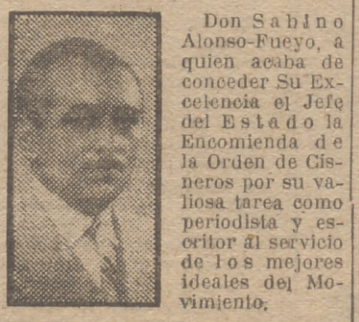 Don Sabino
Alonso-Fueyo, a
quien acaba de
conceder Su Ex-
celencia el Jefe
del Estado la
Encomienda de
la Orden de Cis-
neros por su va-
liosa tarea como
periodista y es-
critor al servicio
de los mejores
ideales del Mo-
vimiento.